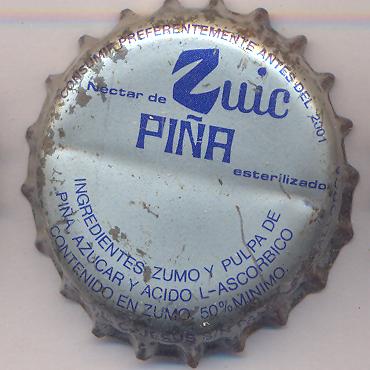 CONSUMIR PREFERENTEMENTE ANTES DEL 2001
Nectar de Zuic
PIÑA
esterilizado
INGREDIENTES: ZUMO Y PULPA DE
PIÑA, AZUCAR Y ACIDO L-ASCORBICO
CONTENIDO EN ZUMO 50% MINIMO.